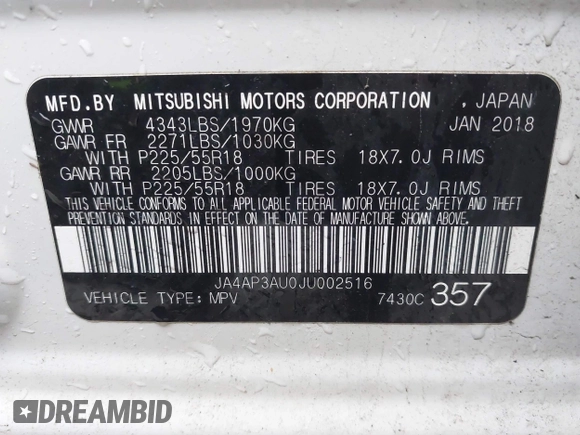 MFD.BY MITSUBISHI MOTORS CORPORATION . JAPAN
GVWR 4343LBS/1970KG JAN 2018
GAWR FR 2271LBS/1030KG
WITH P225/55R18 TIRES 18X7.0J RIMS
GAWR RR 2205LBS/1000KG
WITH P225/55R18 TIRES 18X7.0J RIMS
THIS VEHICLE CONFORMS TO ALL APPLICABLE FEDERAL MOTOR VEHICLE SAFETY AND THEFT
PREVENTION STANDARDS IN EFFECT ON THE DATE OF MANUFACTURE SHOWN ABOVE.
JA4AP3AU0JU002516
VEHICLE TYPE: MPV 7430C 357
DREAMBID